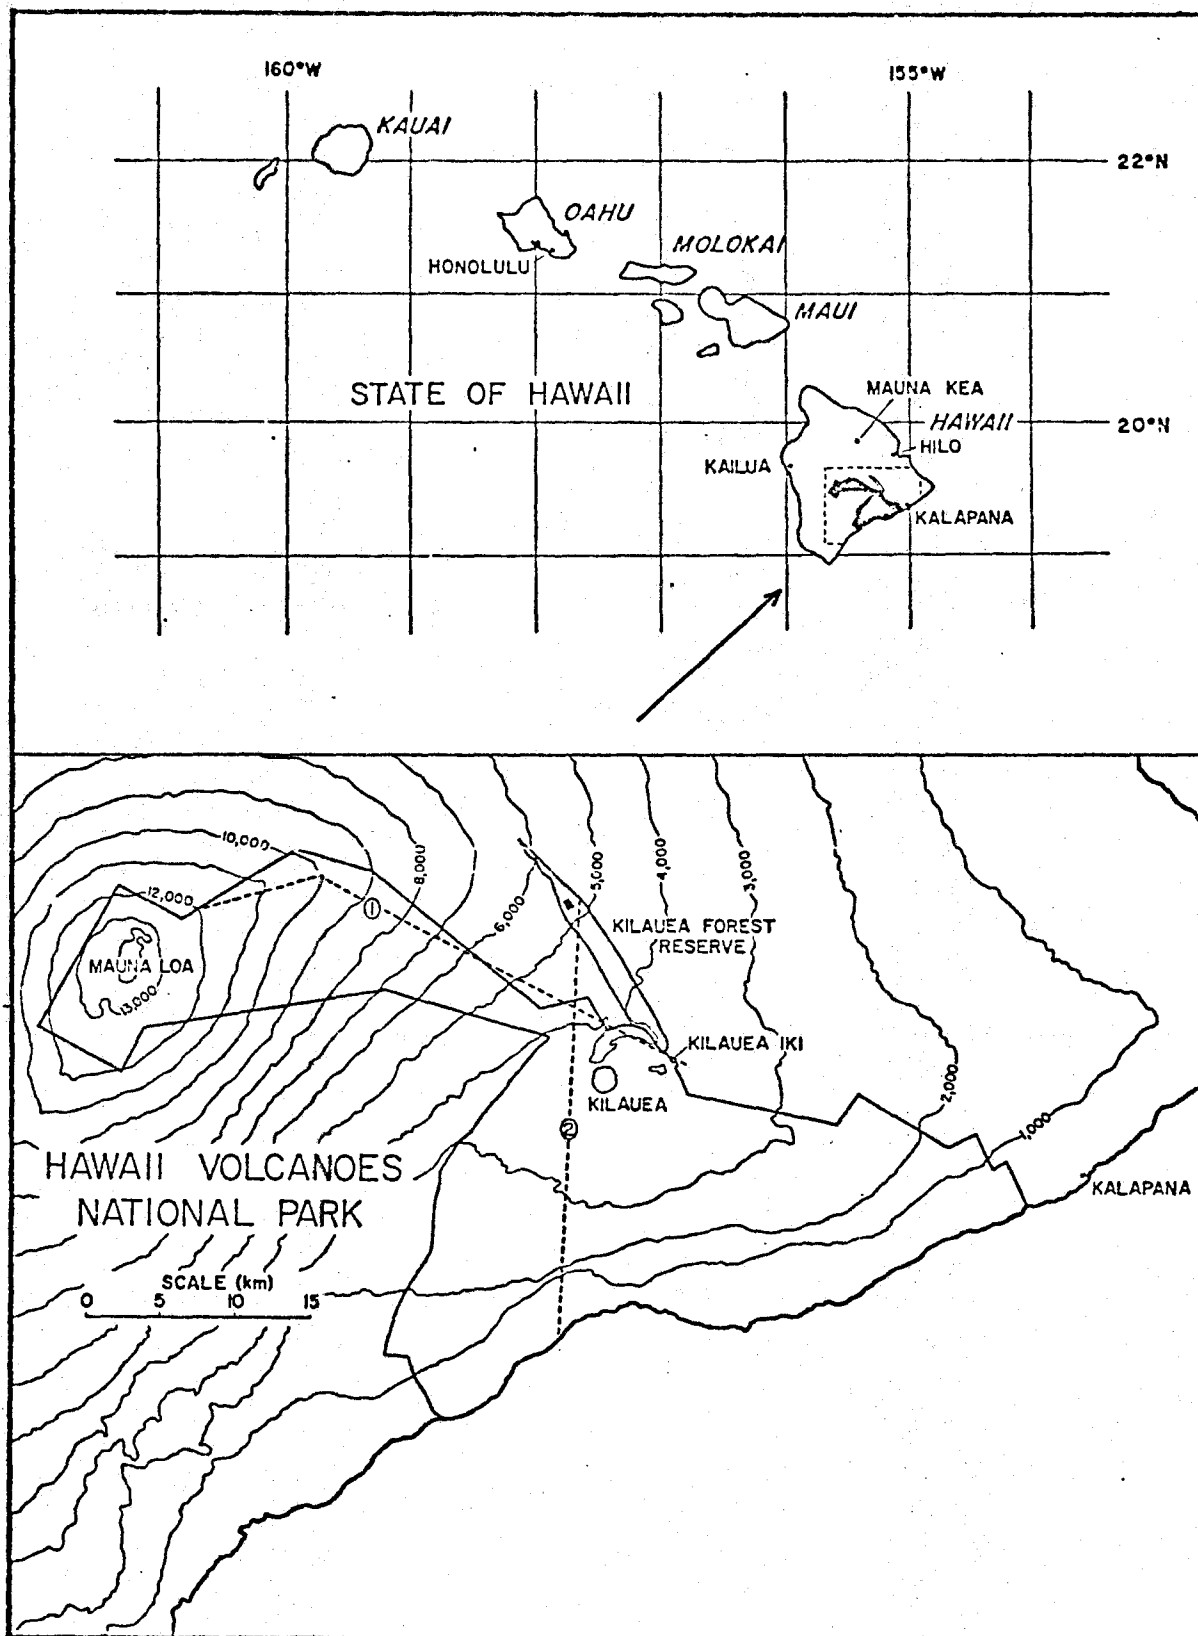 160°W
155°W
KAUAI
22°N
OAHU
HONOLULU
MOLOKAI
MAUI
STATE OF HAWAII
MAUNA KEA
HAWAII
20°N
HILO
KAILUA
KALAPANA
10,000
12,000
8,000
6,000
5,000
4,000
3,000
1
KILAUEA FOREST
RESERVE
MAUNA LOA
13,000
KILAUEA IKI
KILAUEA
2,000
1,000
2
HAWAII VOLCANOES
NATIONAL PARK
KALAPANA
SCALE (km)
0 5 10 15